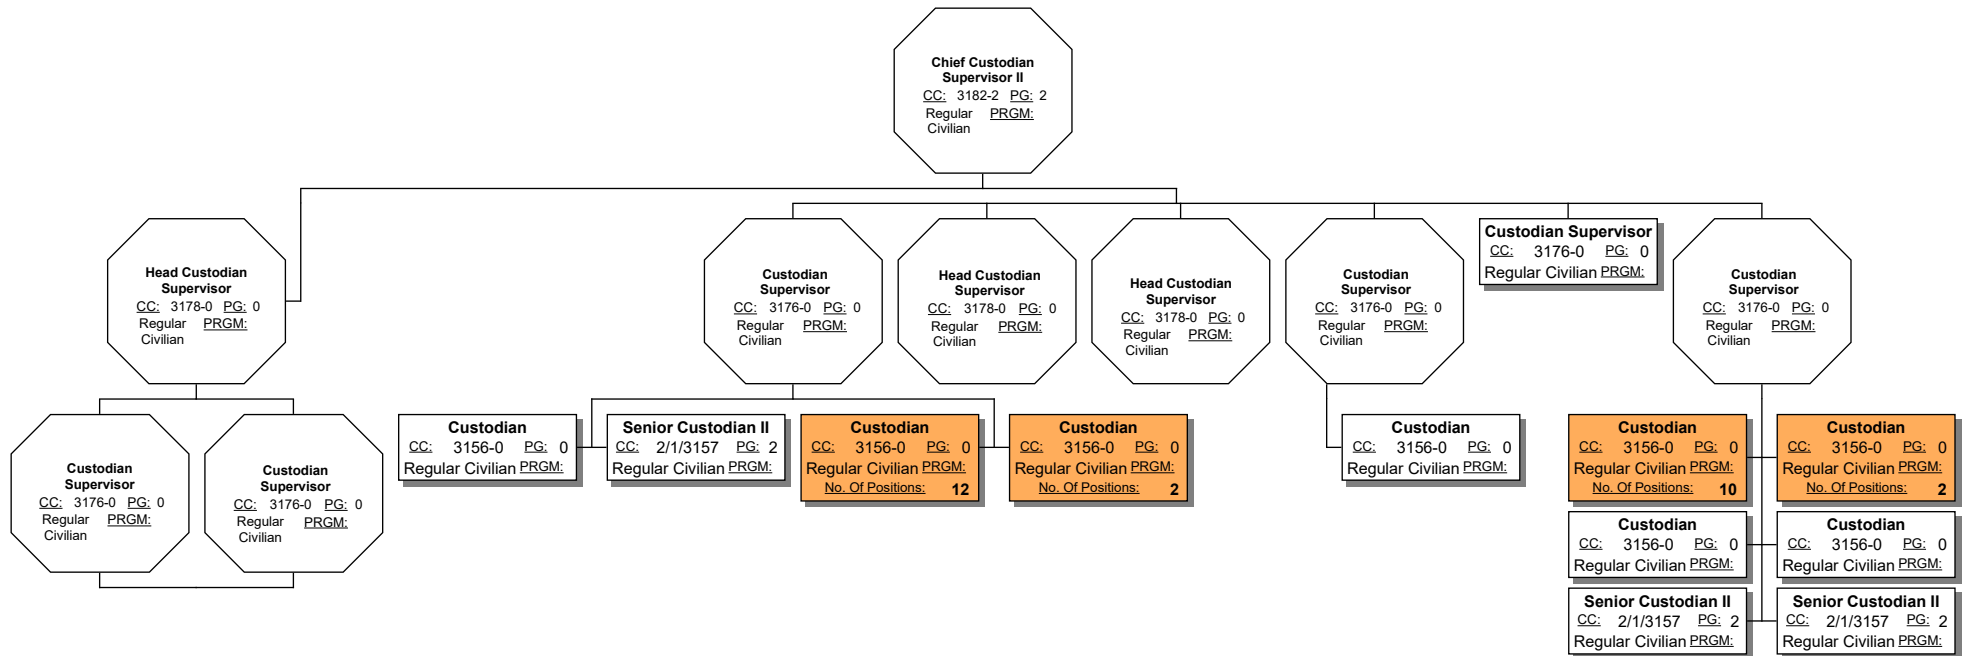 Chief Custodian
Supervisor II
CC: 3182-2 PG: 2
Regular PRGM:
Civilian
Head Custodian
Supervisor
CC: 3178-0 PG: 0
Regular PRGM:
Civilian
Custodian
Supervisor
CC: 3176-0 PG: 0
Regular PRGM:
Civilian
Head Custodian
Supervisor
CC: 3178-0 PG: 0
Regular PRGM:
Civilian
Head Custodian
Supervisor
CC: 3178-0 PG: 0
Regular PRGM:
Civilian
Custodian
Supervisor
CC: 3176-0 PG: 0
Regular PRGM:
Civilian
Custodian Supervisor
CC: 3176-0 PG: 0
Regular Civilian PRGM:
Custodian
Supervisor
CC: 3176-0 PG: 0
Regular PRGM:
Civilian
Custodian
Supervisor
CC: 3176-0 PG: 0
Regular PRGM:
Civilian
Custodian
Supervisor
CC: 3176-0 PG: 0
Regular PRGM:
Civilian
Custodian
CC: 3156-0 PG: 0
Regular Civilian PRGM:
Senior Custodian II
CC: 2/1/3157 PG: 2
Regular Civilian PRGM:
Custodian
CC: 3156-0 PG: 0
Regular Civilian PRGM:
No. Of Positions: 12
Custodian
CC: 3156-0 PG: 0
Regular Civilian PRGM:
No. Of Positions: 2
Custodian
CC: 3156-0 PG: 0
Regular Civilian PRGM:
Custodian
CC: 3156-0 PG: 0
Regular Civilian PRGM:
No. Of Positions: 10
Custodian
CC: 3156-0 PG: 0
Regular Civilian PRGM:
No. Of Positions: 2
Custodian
CC: 3156-0 PG: 0
Regular Civilian PRGM:
Custodian
CC: 3156-0 PG: 0
Regular Civilian PRGM:
Senior Custodian II
CC: 2/1/3157 PG: 2
Regular Civilian PRGM:
Senior Custodian II
CC: 2/1/3157 PG: 2
Regular Civilian PRGM: